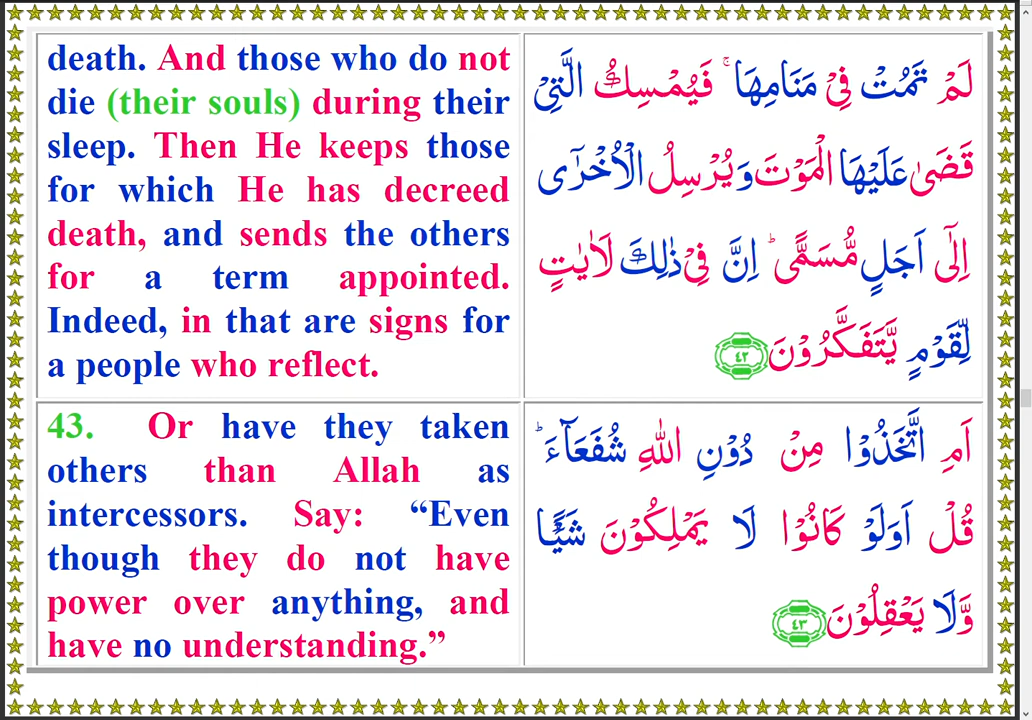 death. And those who do not
die (their souls) during their
sleep. Then He keeps those
for which He has decreed
death, and sends the others
for a term appointed.
Indeed, in that are signs for
a people who reflect.
لَمْ تَمُتْ فِىْ مَنَامِهَا ۚ فَيُمْسِكُ الَّتِىْ
قَضٰى عَلَيْهَا الْمَوْتَ وَيُرْسِلُ الْاُخْرٰٓى
اِلٰٓى اَجَلٍ مُّسَمًّى ؕ اِنَّ فِىْ ذٰلِكَ لَاٰيٰتٍ
لِّقَوْمٍ يَّتَفَكَّرُوْنَ ٤٢
43. Or have they taken
others than Allah as
intercessors. Say: “Even
though they do not have
power over anything, and
have no understanding.”
اَمِ اتَّخَذُوْا مِنْ دُوْنِ اللّٰهِ شُفَعَآءَ ؕ
قُلْ اَوَلَوْ كَانُوْا لَا يَمْلِكُوْنَ شَيْـًٔـا
وَّلَا يَعْقِلُوْنَ ٤٣